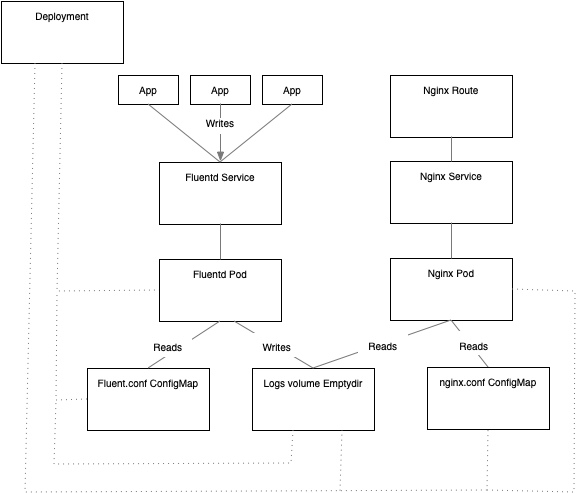 Deployment
App
App
App
Nginx Route
Writes
Fluentd Service
Nginx Service
Fluentd Pod
Nginx Pod
Reads
Writes
Reads
Reads
Fluent.conf ConfigMap
Logs volume Emptydir
nginx.conf ConfigMap